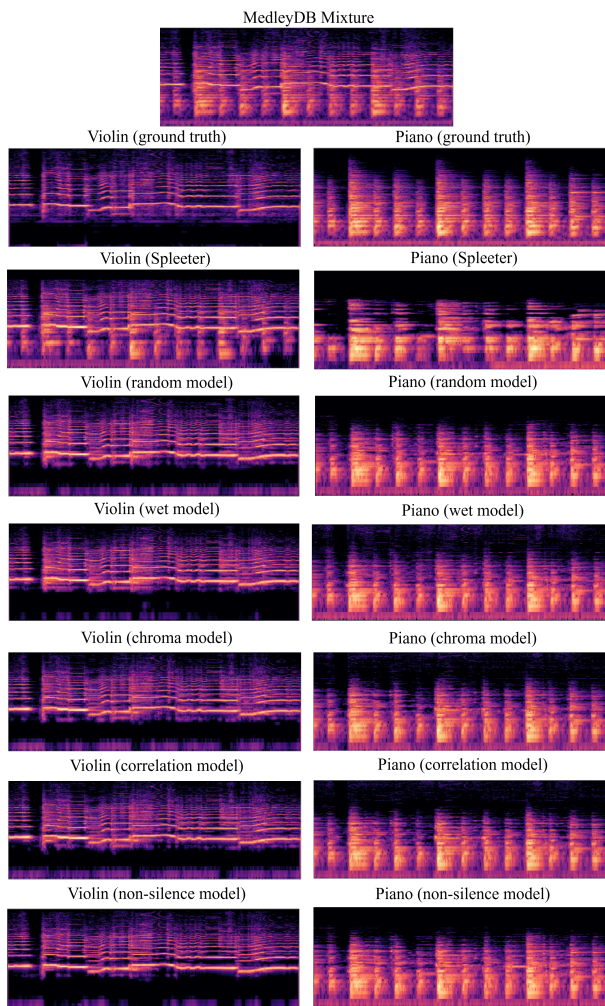 MedleyDB Mixture
Violin (ground truth) Piano (ground truth)
Violin (Spleeter) Piano (Spleeter)
Violin (random model) Piano (random model)
Violin (wet model) Piano (wet model)
Violin (chroma model) Piano (chroma model)
Violin (correlation model) Piano (correlation model)
Violin (non-silence model) Piano (non-silence model)